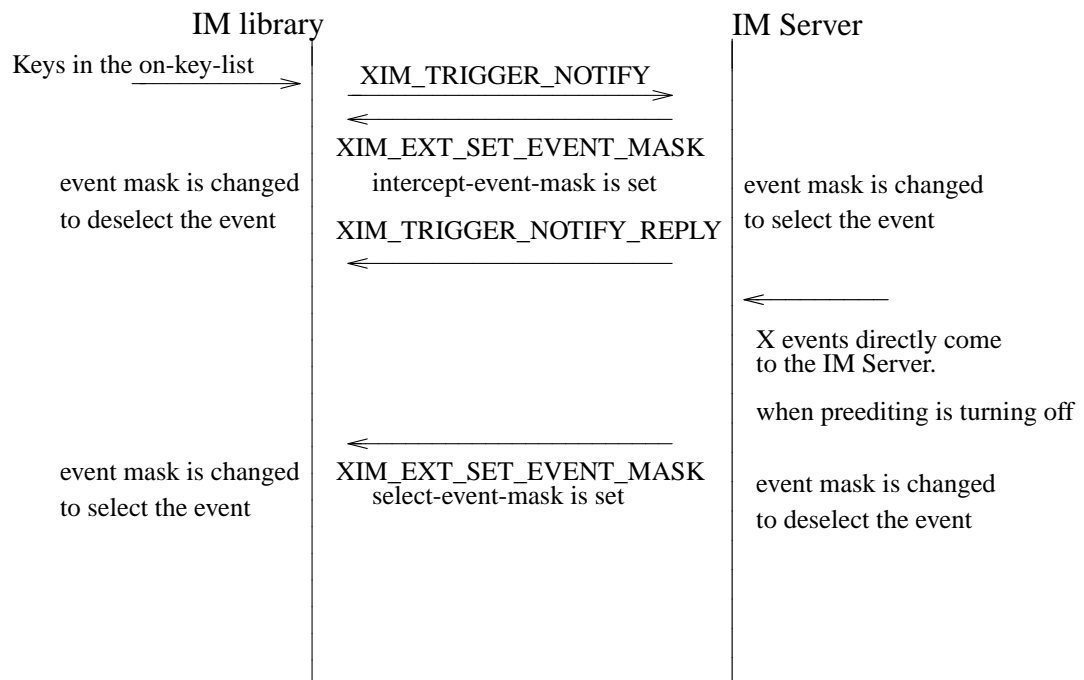 IM library
IM Server
Keys in the on-key-list
XIM_TRIGGER_NOTIFY
XIM_EXT_SET_EVENT_MASK
intercept-event-mask is set
event mask is changed
to deselect the event
event mask is changed
to select the event
XIM_TRIGGER_NOTIFY_REPLY
X events directly come
to the IM Server.
when preediting is turning off
XIM_EXT_SET_EVENT_MASK
select-event-mask is set
event mask is changed
to select the event
event mask is changed
to deselect the event